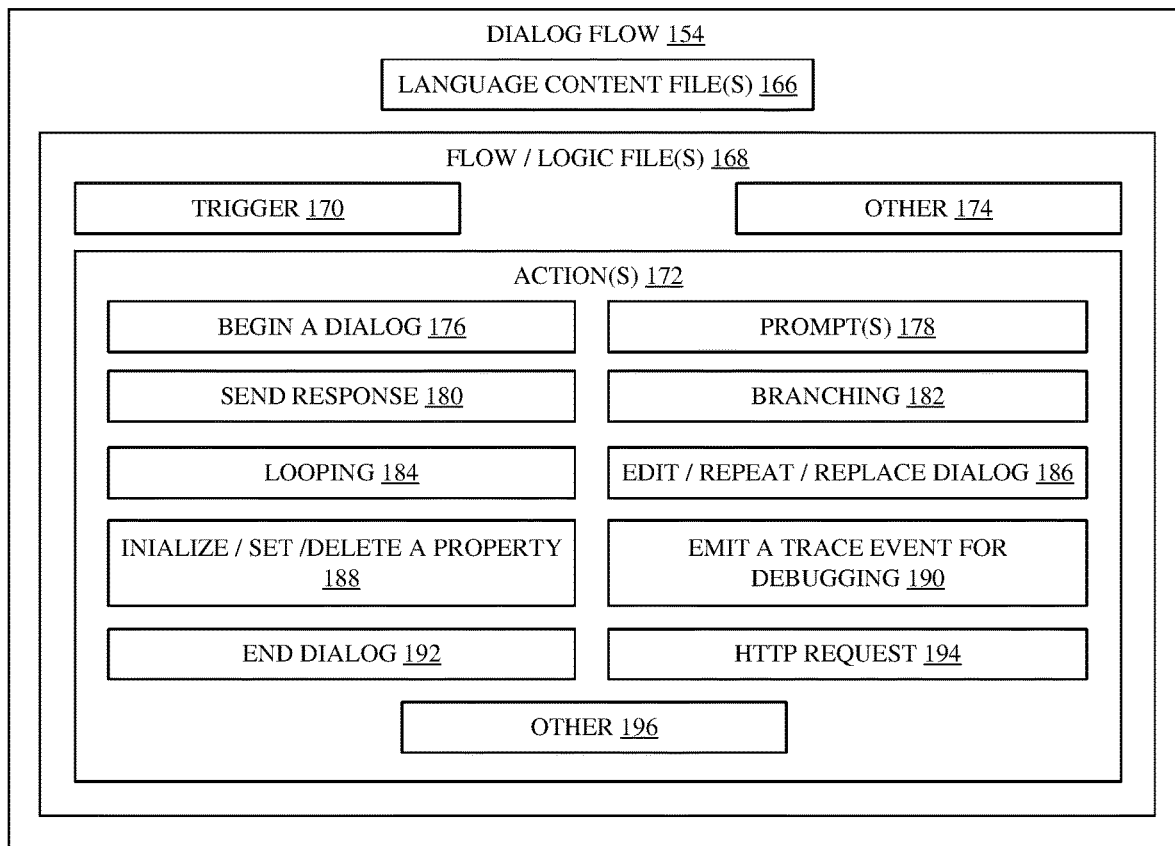 DIALOG FLOW 154
LANGUAGE CONTENT FILE(S) 166
FLOW / LOGIC FILE(S) 168
TRIGGER 170
OTHER 174
ACTION(S) 172
BEGIN A DIALOG 176
PROMPT(S) 178
SEND RESPONSE 180
BRANCHING 182
LOOPING 184
EDIT / REPEAT / REPLACE DIALOG 186
INIALIZE / SET /DELETE A PROPERTY
188
EMIT A TRACE EVENT FOR
DEBUGGING 190
END DIALOG 192
HTTP REQUEST 194
OTHER 196